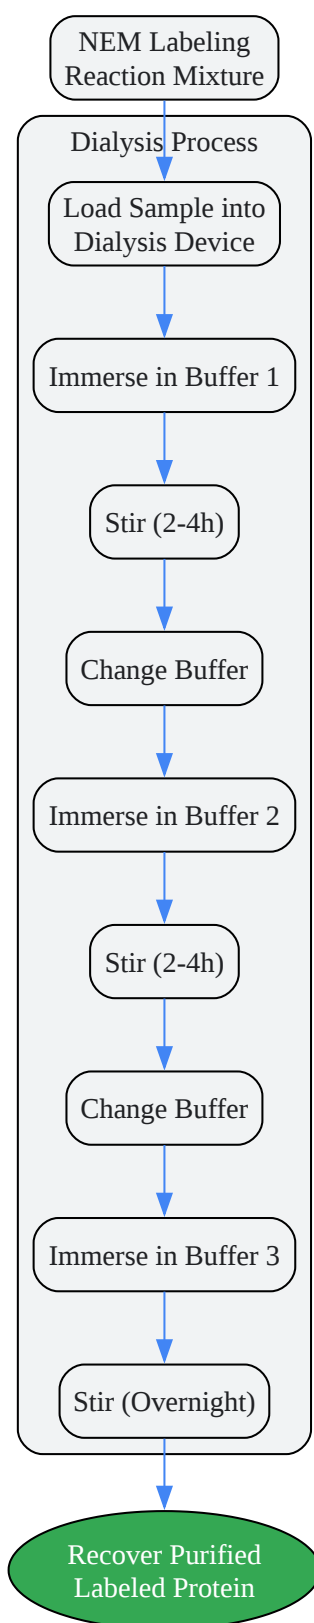 NEM Labeling
Reaction Mixture
Dialysis Process
Load Sample into
Dialysis Device
Immerse in Buffer 1
Stir (2-4h)
Change Buffer
Immerse in Buffer 2
Stir (2-4h)
Change Buffer
Immerse in Buffer 3
Stir (Overnight)
Recover Purified
Labeled Protein